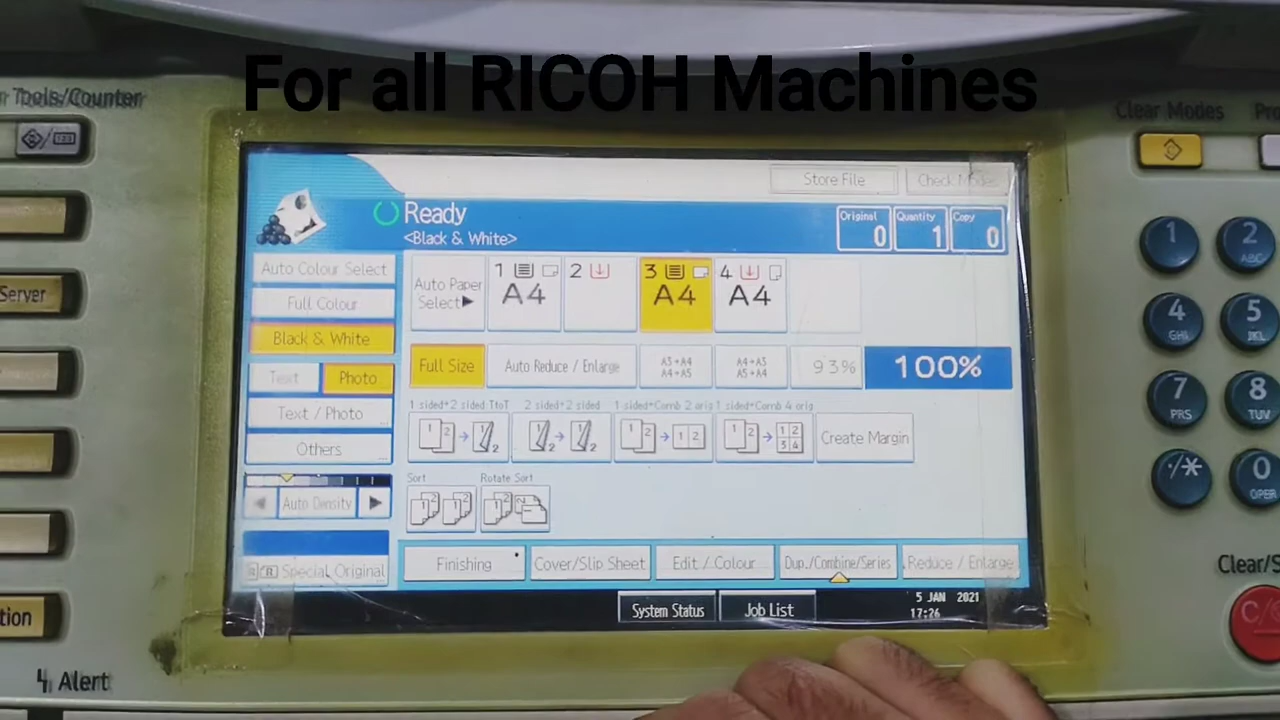 For all RICOH Machines
Tools/Counter
Clear Modes
Store File
Check Modes
Ready
<Black & White>
Original
0
Quantity
1
Copy
0
Auto Colour Select
Full Colour
Black & White
Text
Photo
Text / Photo
Others
Auto Density
Special Original
Auto Paper
Select▶
1
A4
2
3
A4
4
A4
Full Size
Auto Reduce / Enlarge
A3→A4
A4→A5
A4→A3
A5→A4
93%
100%
1 sided→2 sided TtoT
2 sided→2 sided
1 sided→Comb 2 orig
1 sided→Comb 4 orig
Create Margin
Sort
Rotate Sort
Finishing
Cover/Slip Sheet
Edit / Colour
Dup./Combine/Series
Reduce / Enlarge
System Status
Job List
5 JAN 2021
17:26
Server
Alert
1
2
ABC
4
GHI
5
JKL
7
PRS
8
TUV
·/✱
0
OPER
Clear/S
C/